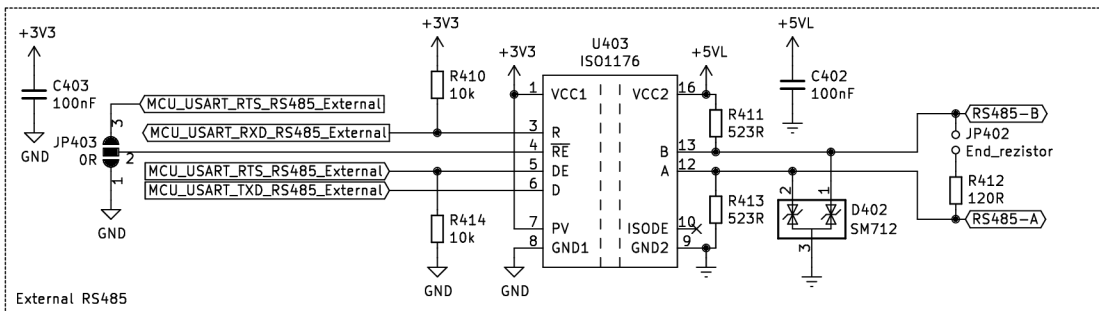 +3V3
C403
100nF
GND
MCU_USART_RTS_RS485_External
3
JP403
0R
2
1
GND
+3V3
R410
10k
MCU_USART_RXD_RS485_External
MCU_USART_RTS_RS485_External
MCU_USART_TXD_RS485_External
R414
10k
GND
+3V3
GND
U403
ISO1176
1 VCC1 VCC2 16
3 R
4 RE B 13
5 DE A 12
6 D
7 PV ISODE 10
8 GND1 GND2 9
+5VL
R411
523R
R413
523R
+5VL
C402
100nF
2 1
D402
SM712
3
RS485-B
JP402
End_rezistor
R412
120R
RS485-A
External RS485